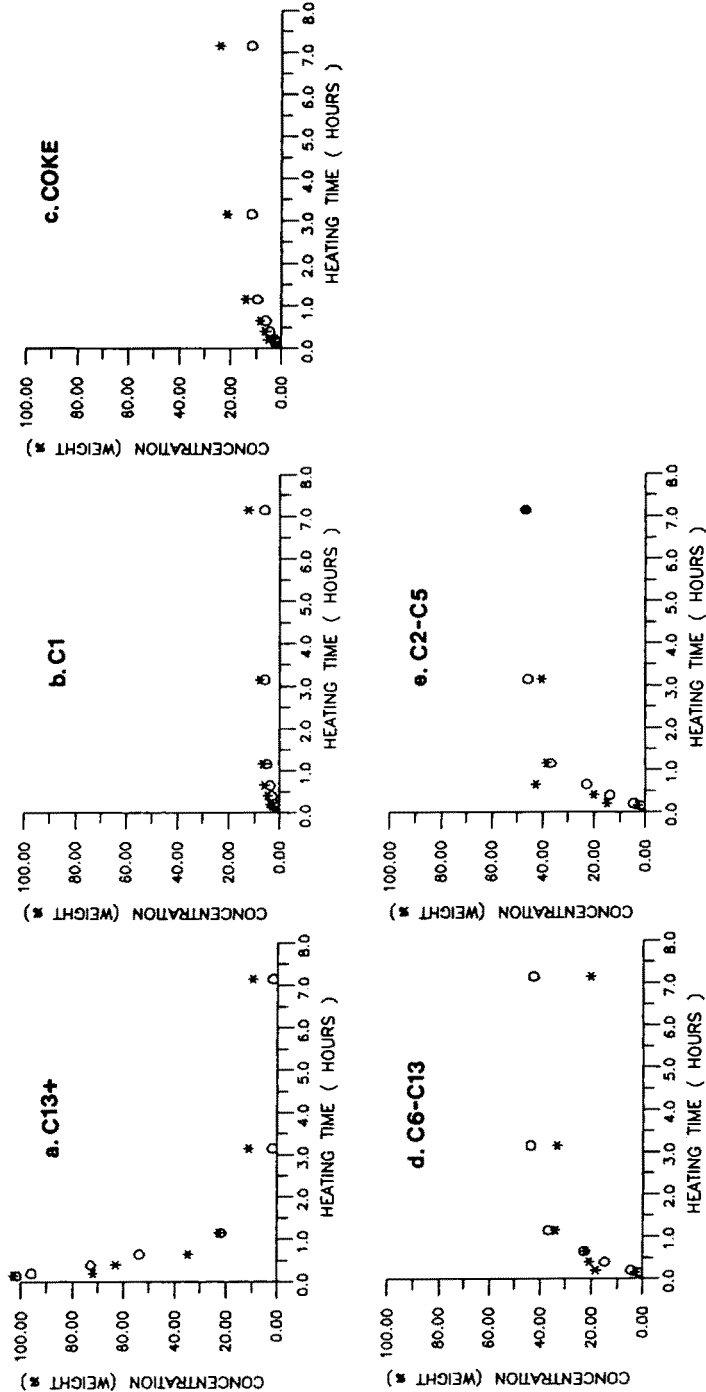 a. C13+
100.00
80.00
60.00
40.00
20.00
0.00
CONCENTRATION (WEIGHT %)
0.0 1.0 2.0 3.0 4.0 5.0 6.0 7.0 8.0
HEATING TIME ( HOURS )
b. C1
100.00
80.00
60.00
40.00
20.00
0.00
CONCENTRATION (WEIGHT %)
0.0 1.0 2.0 3.0 4.0 5.0 6.0 7.0 8.0
HEATING TIME ( HOURS )
c. COKE
100.00
80.00
60.00
40.00
20.00
0.00
CONCENTRATION (WEIGHT %)
0.0 1.0 2.0 3.0 4.0 5.0 6.0 7.0 8.0
HEATING TIME ( HOURS )
d. C6-C13
100.00
80.00
60.00
40.00
20.00
0.00
CONCENTRATION (WEIGHT %)
0.0 1.0 2.0 3.0 4.0 5.0 6.0 7.0 8.0
HEATING TIME ( HOURS )
e. C2-C5
100.00
80.00
60.00
40.00
20.00
0.00
CONCENTRATION (WEIGHT %)
0.0 1.0 2.0 3.0 4.0 5.0 6.0 7.0 8.0
HEATING TIME ( HOURS )